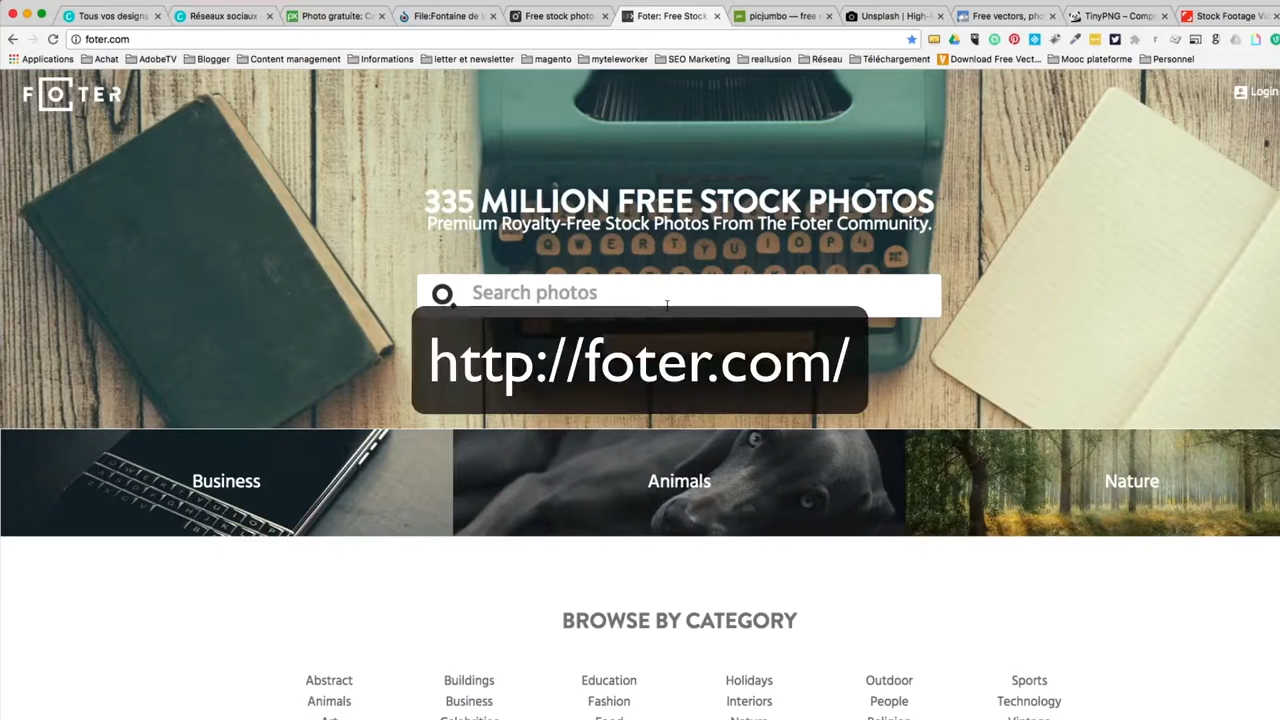 Tous vos designs
Réseaux sociaux -
Photo gratuite: Ca
File:Fontaine de l
Free stock photo
Foter: Free Stock
picjumbo — free s
Unsplash | High-
Free vectors, pho
TinyPNG – Compr
Stock Footage Vi
foter.com
Applications
Achat
AdobeTV
Blogger
Content management
Informations
letter et newsletter
magento
myteleworker
SEO Marketing
reallusion
Réseau
Téléchargement
Download Free Vect...
Mooc plateforme
Personnel
FOTER
Login
335 MILLION FREE STOCK PHOTOS
Premium Royalty-Free Stock Photos From The Foter Community.
Q W E R T Y U I O P
Search photos
http://foter.com/
Business
Animals
Nature
BROWSE BY CATEGORY
Abstract Buildings Education Holidays Outdoor Sports
Animals Business Fashion Interiors People Technology